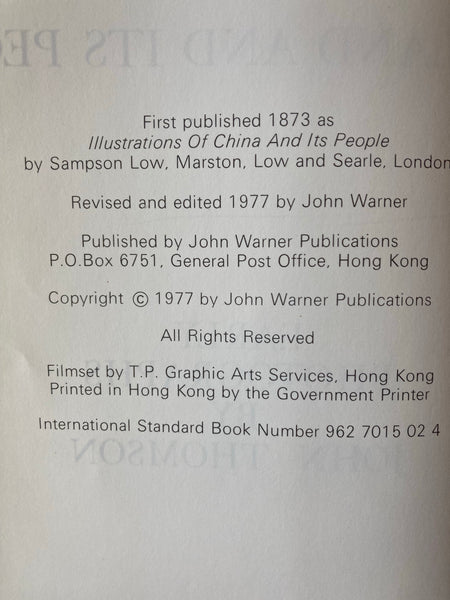 First published 1873 as
Illustrations Of China And Its People
by Sampson Low, Marston, Low and Searle, London
Revised and edited 1977 by John Warner
Published by John Warner Publications
P.O.Box 6751, General Post Office, Hong Kong
Copyright © 1977 by John Warner Publications
All Rights Reserved
Filmset by T.P. Graphic Arts Services, Hong Kong
Printed in Hong Kong by the Government Printer
International Standard Book Number 962 7015 02 4